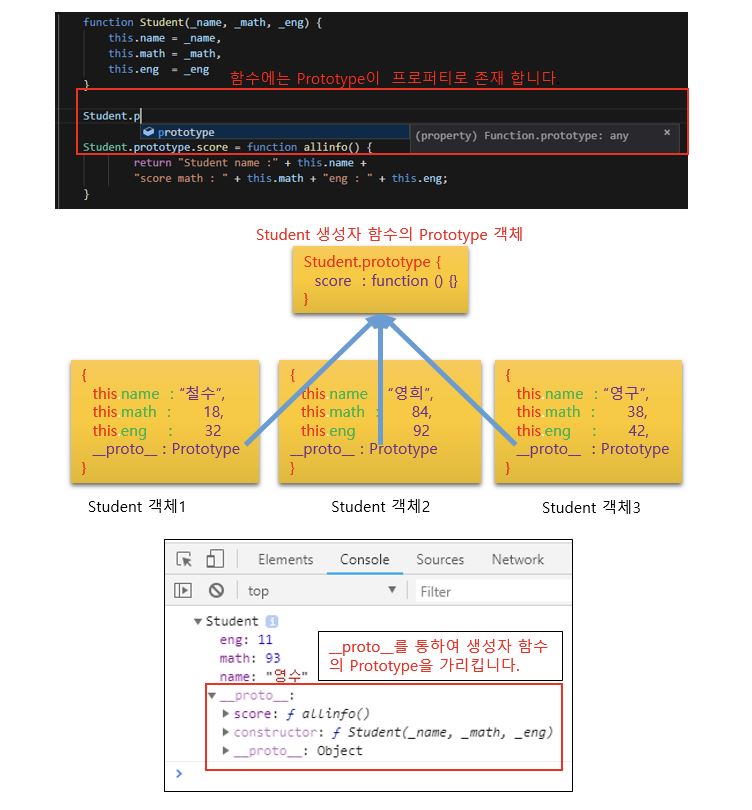 function Student(_name, _math, _eng) {
this.name = _name,
this.math = _math,
this.eng = _eng
함수에는 Prototype이 프로퍼티로 존재 합니다
}
Student.p
prototype
(property) Function.prototype: any
×
Student.prototype.score = function allinfo() {
return "Student name :" + this.name +
"score math : " + this.math + "eng : " + this.eng;
}
Student 생성자 함수의 Prototype 객체
Student.prototype {
score : function () {}
}
{
this.name : “철수”,
this.math : 18,
this.eng : 32
__proto__ : Prototype
}
Student 객체1
{
this.name “영희”,
this.math : 84,
this.eng 92
__proto__ : Prototype
}
Student 객체2
{
this.name : “영구”,
this.math : 38,
this.eng : 42,
__proto__ : Prototype
}
Student 객체3
Elements Console Sources Network
top ▼ Filter
▼Student i
eng: 11
math: 93
name: "영수"
__proto__를 통하여 생성자 함수
의 Prototype을 가리킵니다.
▼__proto__:
▶score: ƒ allinfo()
▶constructor: ƒ Student(_name, _math, _eng)
▶__proto__: Object
>